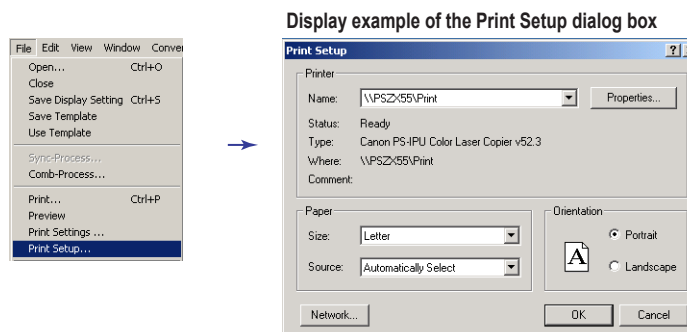 Display example of the Print Setup dialog box
File Edit View Window Conver
Open... Ctrl+O
Close
Save Display Setting Ctrl+S
Save Template
Use Template
Sync-Process...
Comb-Process...
Print... Ctrl+P
Preview
Print Settings ...
Print Setup...
Print Setup
?
Printer
Name: \\PSZX55\Print Properties...
Status: Ready
Type: Canon PS-IPU Color Laser Copier v52.3
Where: \\PSZX55\Print
Comment:
Paper
Size: Letter
Source: Automatically Select
Orientation
A
Portrait
Landscape
Network... OK Cancel